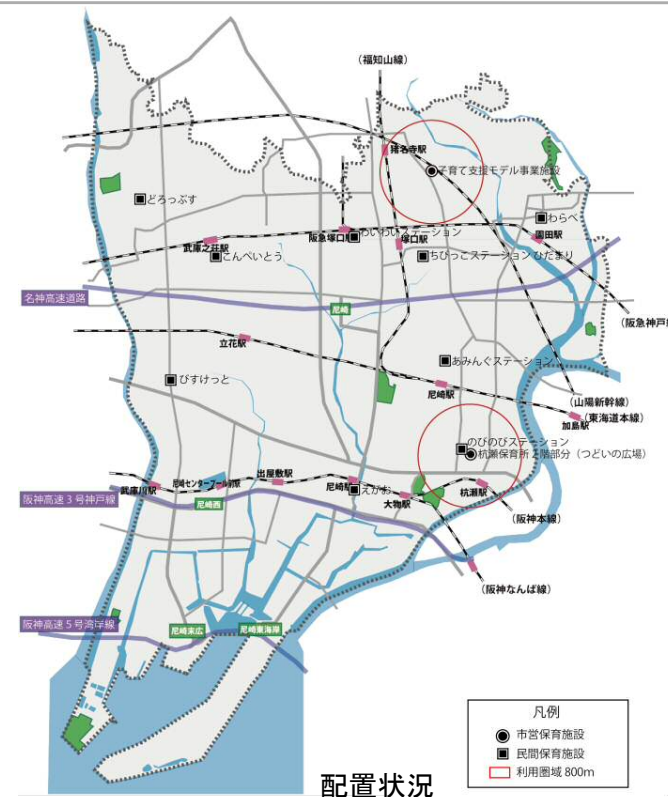 (福知山線)
猪名寺駅
子育て支援モデル事業施設
どろっぷす
わらべ
阪急塚口駅
わいわいステーション
園田駅
武庫之荘駅
塚口駅
こんぺいとう
ちびっこステーション ひだまり
名神高速道路
尼崎
(阪急神戸線
立花駅
あみんぐステーション
びすけっと
尼崎駅
(山陽新幹線)
(東海道本線)
加島駅
のびのびステーション
杭瀬保育所2階部分(つどいの広場)
出屋敷駅
尼崎センタープール前駅
武庫川駅
尼崎駅
えがお
杭瀬駅
大物駅
阪神高速3号神戸線
尼崎西
(阪神本線)
(阪神なんば線)
阪神高速5号湾岸線
尼崎末広
尼崎東海岸
凡例
市営保育施設
民間保育施設
利用圏域 800m
配置状況